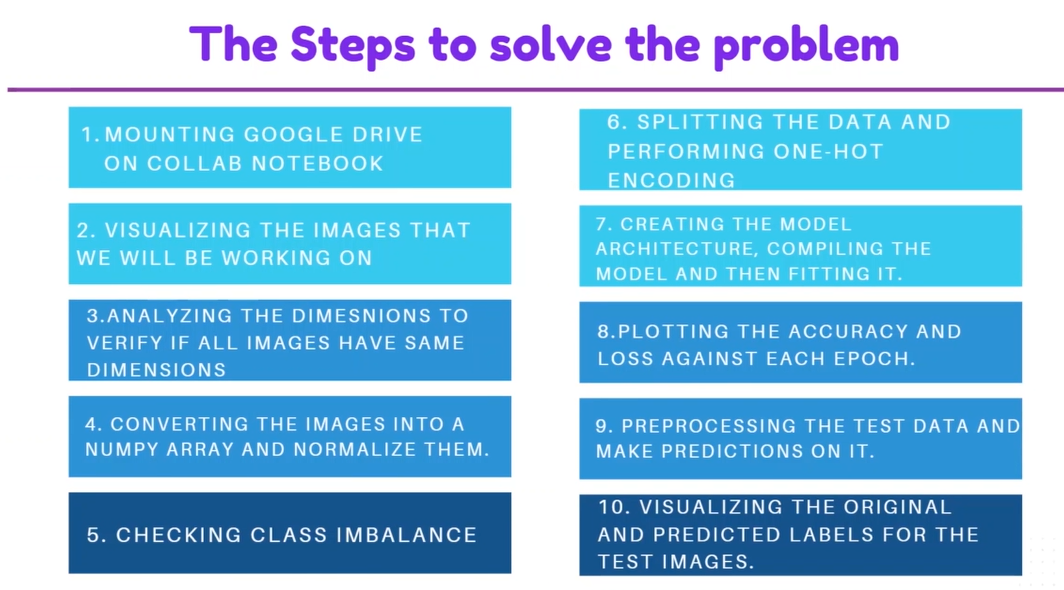 The Steps to solve the problem
1. MOUNTING GOOGLE DRIVE
ON COLLAB NOTEBOOK
2. VISUALIZING THE IMAGES THAT
WE WILL BE WORKING ON
3.ANALYZING THE DIMESNIONS TO
VERIFY IF ALL IMAGES HAVE SAME
DIMENSIONS
4. CONVERTING THE IMAGES INTO A
NUMPY ARRAY AND NORMALIZE THEM.
5. CHECKING CLASS IMBALANCE
6. SPLITTING THE DATA AND
PERFORMING ONE-HOT
ENCODING
7. CREATING THE MODEL
ARCHITECTURE, COMPILING THE
MODEL AND THEN FITTING IT.
8.PLOTTING THE ACCURACY AND
LOSS AGAINST EACH EPOCH.
9. PREPROCESSING THE TEST DATA AND
MAKE PREDICTIONS ON IT.
10. VISUALIZING THE ORIGINAL
AND PREDICTED LABELS FOR THE
TEST IMAGES.